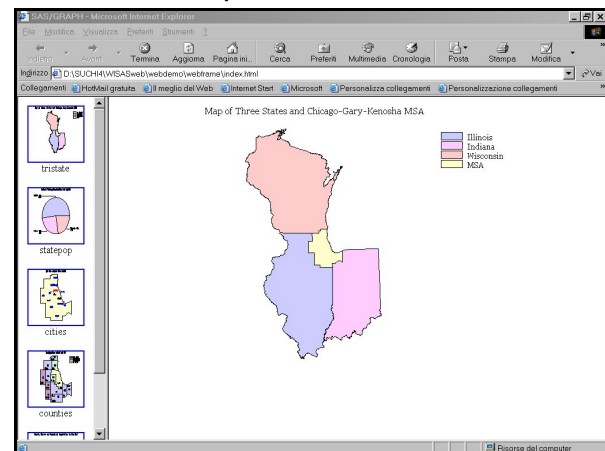 SAS/GRAPH - Microsoft Internet Explorer
File Modifica Visualizza Preferiti Strumenti ?
Indietro Avanti Termina Aggiorna Pagina ini... Cerca Preferiti Multimedia Cronologia Posta Stampa Modifica
Indirizzo D:\SUCHI4\WISASweb\webdemo\webframe\index.html Vai
Collegamenti HotMail gratuita Il meglio del Web Internet Start Microsoft Personalizza collegamenti Personalizzazione collegamenti
Map of Three States and Chicago-Gary-Kenosha MSA
Illinois
Indiana
Wisconsin
MSA
tristate
statepop
cities
counties
Risorse del computer